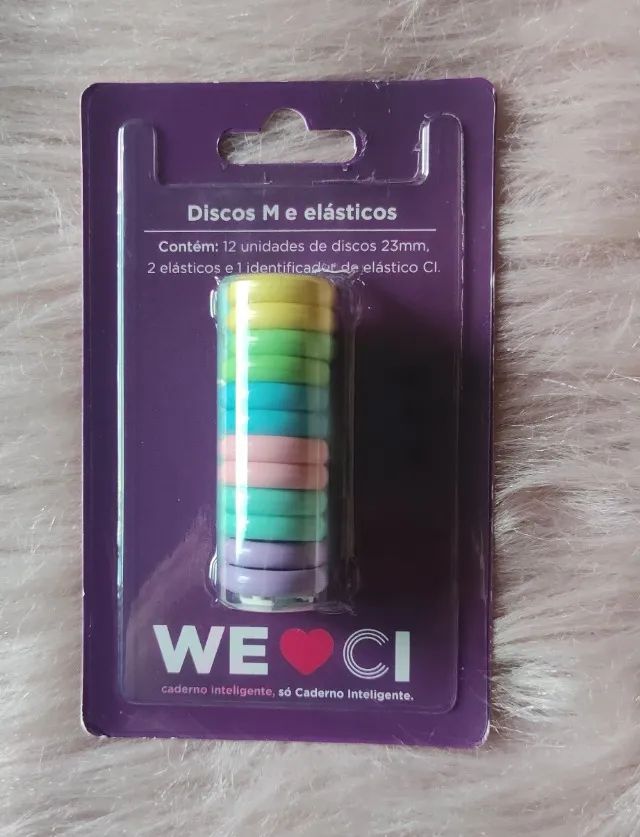 Discos M e elásticos
Contém: 12 unidades de discos 23mm,
2 elásticos e 1 identificador de elástico CI.
WE CI
caderno inteligente, só Caderno Inteligente.